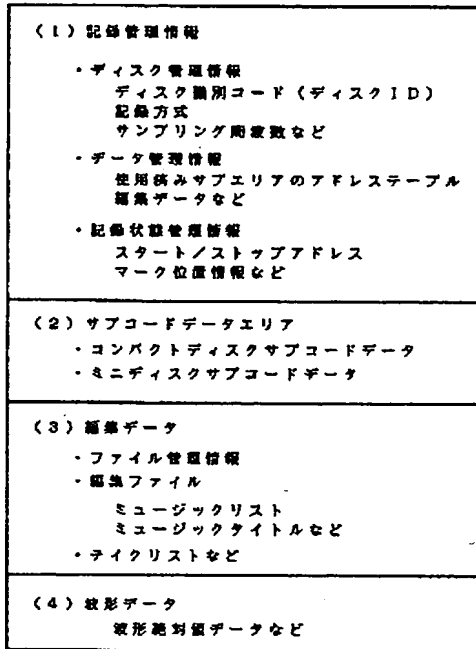 (1)記録管理情報
・ディスク管理情報
ディスク識別コード(ディスクID)
記録方式
サンプリング周波数など
・データ管理情報
使用済みサブエリアのアドレステーブル
編集データなど
・記録状態管理情報
スタート/ストップアドレス
マーク位置情報など
(2)サブコードデータエリア
・コンパクトディスクサブコードデータ
・ミニディスクサブコードデータ
(3)編集データ
・ファイル管理情報
・編集ファイル
ミュージックリスト
ミュージックタイトルなど
・テイクリストなど
(4)波形データ
波形絶対値データなど